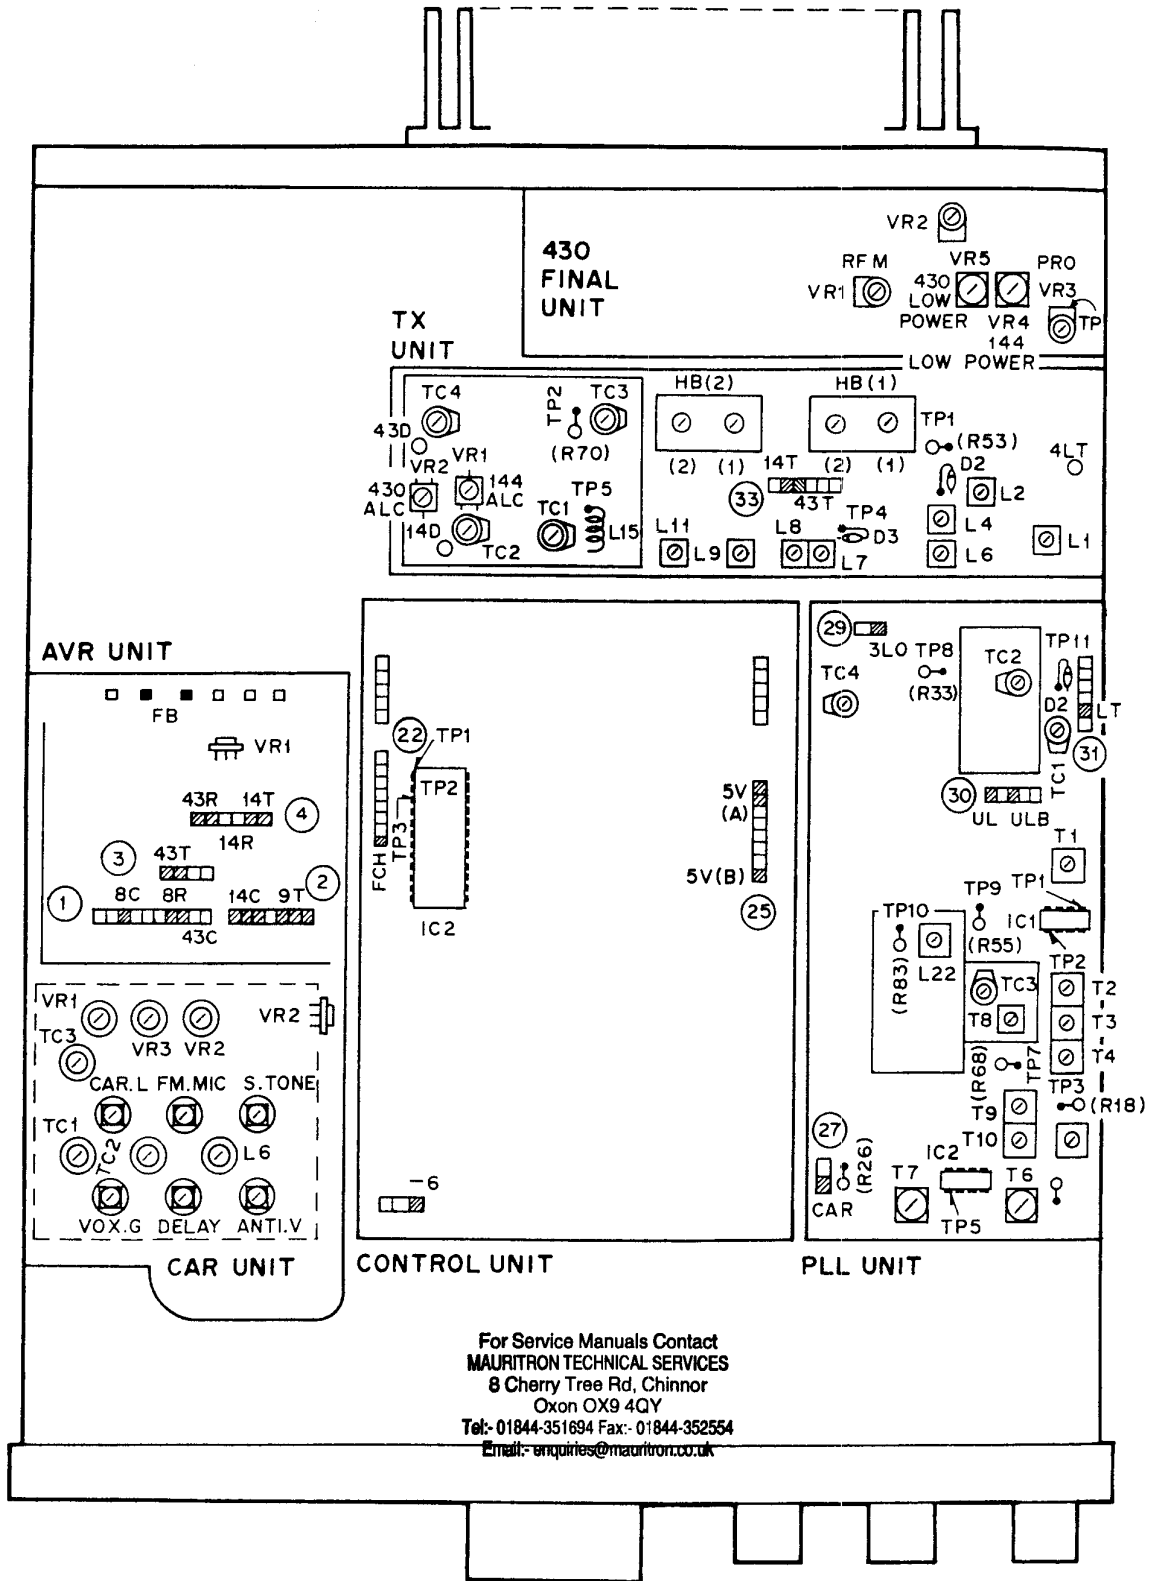 VR2
430
FINAL
UNIT
RFM
VR1
VR5
430
LOW
POWER
PRO
VR3
TP
VR4
144
LOW POWER
TX
UNIT
TC4
43D
VR2
VR1
430
ALC
144
ALC
14D
TC2
TP2
TC3
(R70)
TP5
TC1
L15
HB(2)
HB(1)
(2) (1)
(2) (1)
TP1
(R53)
4LT
14T
33
43T
D2
L2
TP4
D3
L4
L11
L9
L8
L7
L6
L1
AVR UNIT
FB
VR1
43R 14T
4
14R
3
43T
1
8C 8R
43C
14C 9T
2
VR1
VR3
VR2
VR2
TC3
CAR.L FM.MIC S.TONE
TC1
TC2
L6
VOX.G DELAY ANTI.V
CAR UNIT
22
TP1
TP2
TP3
FCH
IC2
5V
(A)
5V(B)
25
-6
CONTROL UNIT
29
3LO
TP8
(R33)
TC4
TC2
TP11
D2
LT
31
TC1
30
UL ULB
T1
TP9
TP1
IC1
(R55)
TP10
(R83)
L22
TP2
TC3
T2
T8
T3
T4
(R68)
TP7
TP3
(R18)
T9
T10
27
(R26)
CAR
IC2
T7
T6
TP5
PLL UNIT
For Service Manuals Contact
MAURITRON TECHNICAL SERVICES
8 Cherry Tree Rd, Chinnor
Oxon OX9 4QY
Tel:- 01844-351694 Fax:- 01844-352554
Email:- enquiries@mauritron.co.uk